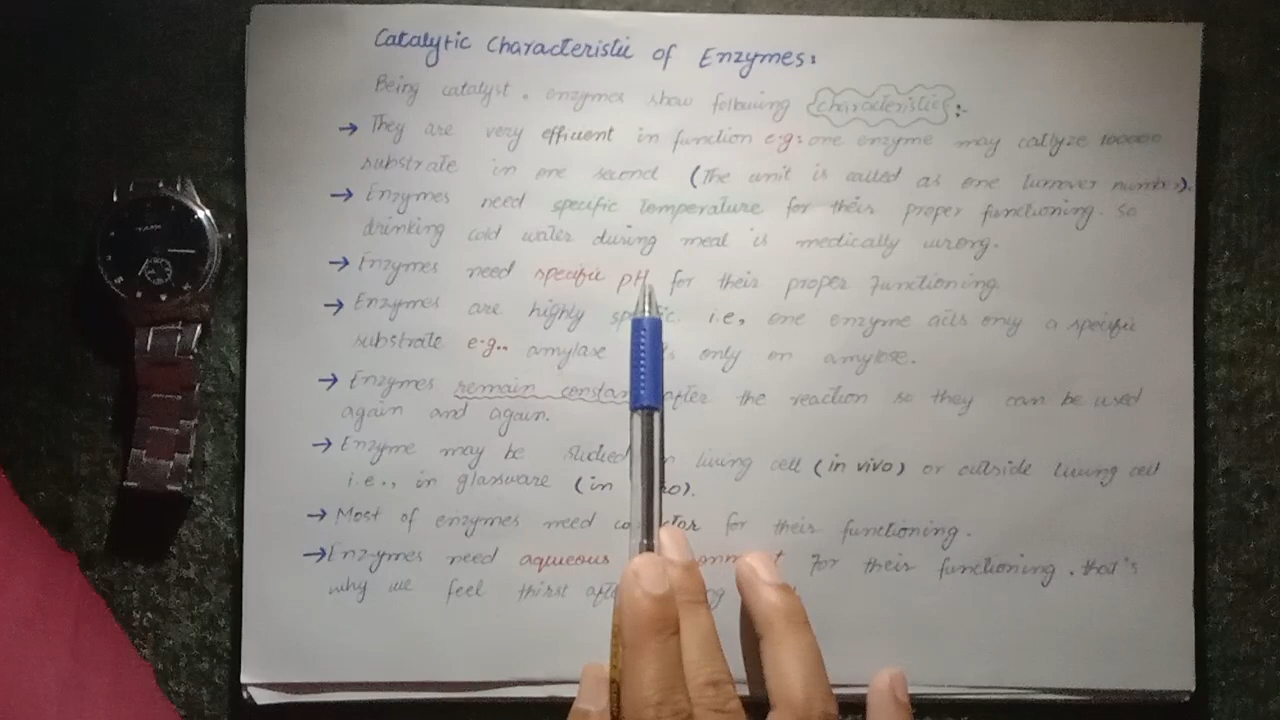 Catalytic Characteristic of Enzymes:
Being catalyst, enzymes show following characteristics:-
→ They are very efficient in function e.g: one enzyme may catlyze 100000
substrate in one second (The unit is called as one turnover number).
→ Enzymes need specific temperature for their proper functioning. So
drinking cold water during meal is medically wrong.
→ Enzymes need specific pH for their proper functioning.
→ Enzymes are highly i.e, one enzyme acts only a specific
substrate e.g., amylase only on amylose.
→ Enzymes remain after the reaction so they can be used
again and again.
→ Enzyme may be studied living cell (in vivo) or outside living cell
i.e., in glassware (in
→ Most of enzymes need for their functioning.
→ Enzymes need aqueous for their functioning. that's
why we feel thirst